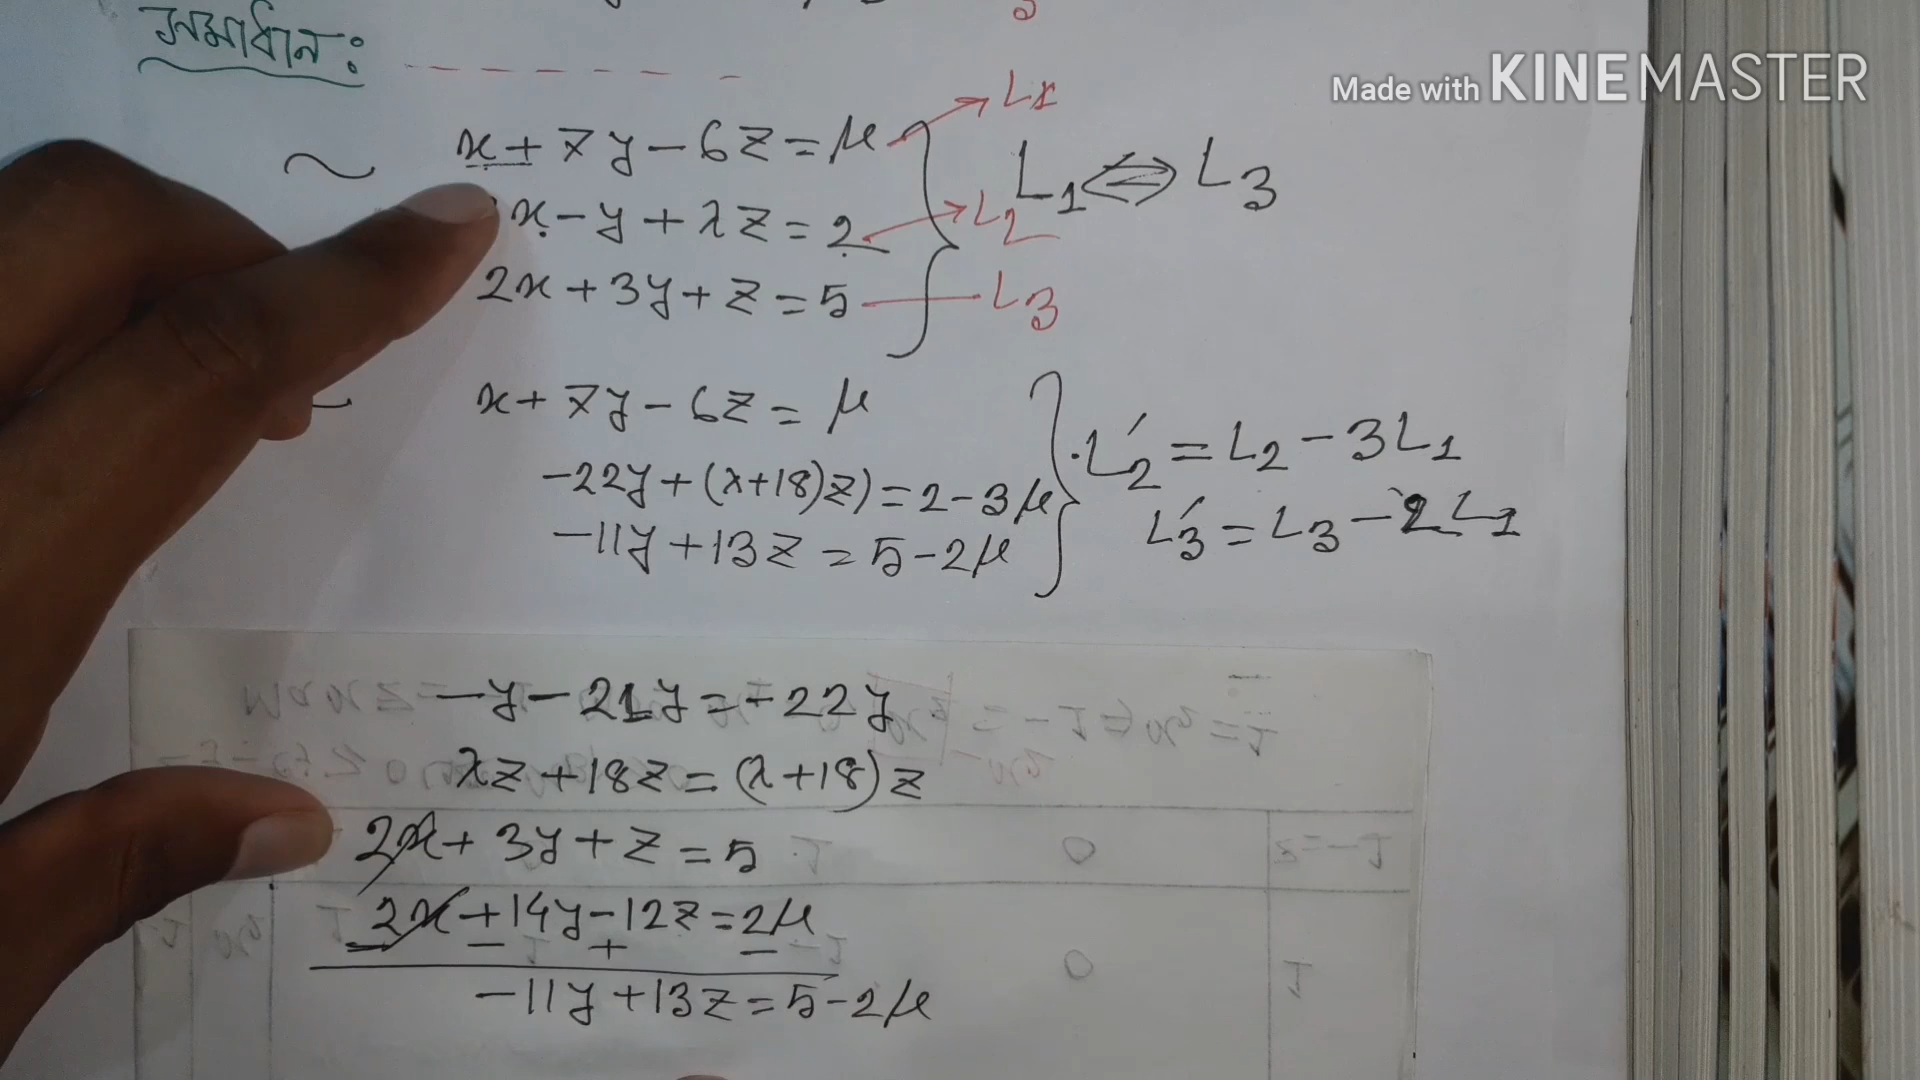 সমাধান:
Made with KINEMASTER
x + 7y - 6z = μ → L1
x - y + λz = 2 → L2
2x + 3y + z = 5 — L3
L1 ⇔ L3
~ x + 7y - 6z = μ
-22y + (λ+18)z) = 2 - 3μ
-11y + 13z = 5 - 2μ
L2′ = L2 - 3L1
L3′ = L3 - 2L1
-y - 21y = -22y
λz + 18z = (λ+18)z
2x + 3y + z = 5
2x + 14y - 12z = 2μ
- - + -
-11y + 13z = 5 - 2μ